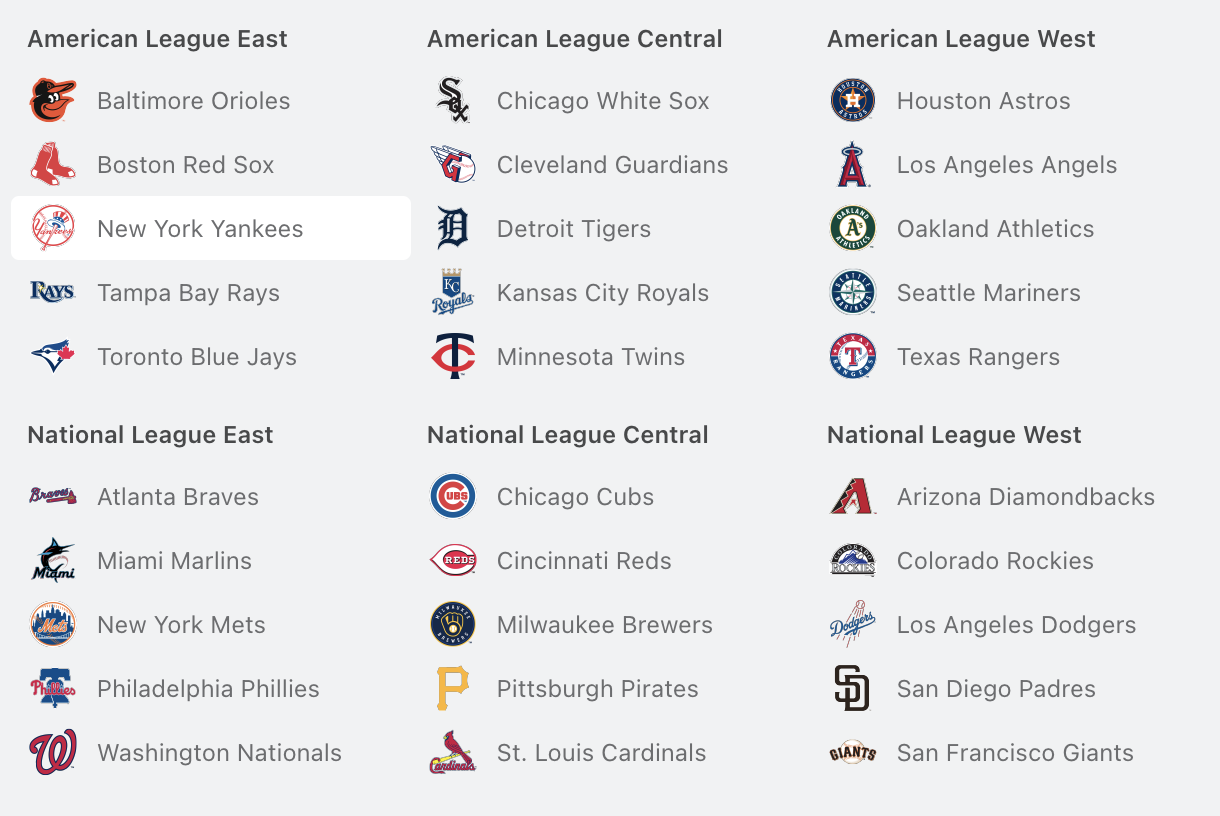 American League East
Baltimore Orioles
Boston Red Sox
New York Yankees
Tampa Bay Rays
Toronto Blue Jays
American League Central
Chicago White Sox
Cleveland Guardians
Detroit Tigers
Kansas City Royals
Minnesota Twins
American League West
Houston Astros
Los Angeles Angels
Oakland Athletics
Seattle Mariners
Texas Rangers
National League East
Atlanta Braves
Miami Marlins
New York Mets
Philadelphia Phillies
Washington Nationals
National League Central
Chicago Cubs
Cincinnati Reds
Milwaukee Brewers
Pittsburgh Pirates
St. Louis Cardinals
National League West
Arizona Diamondbacks
Colorado Rockies
Los Angeles Dodgers
San Diego Padres
San Francisco Giants